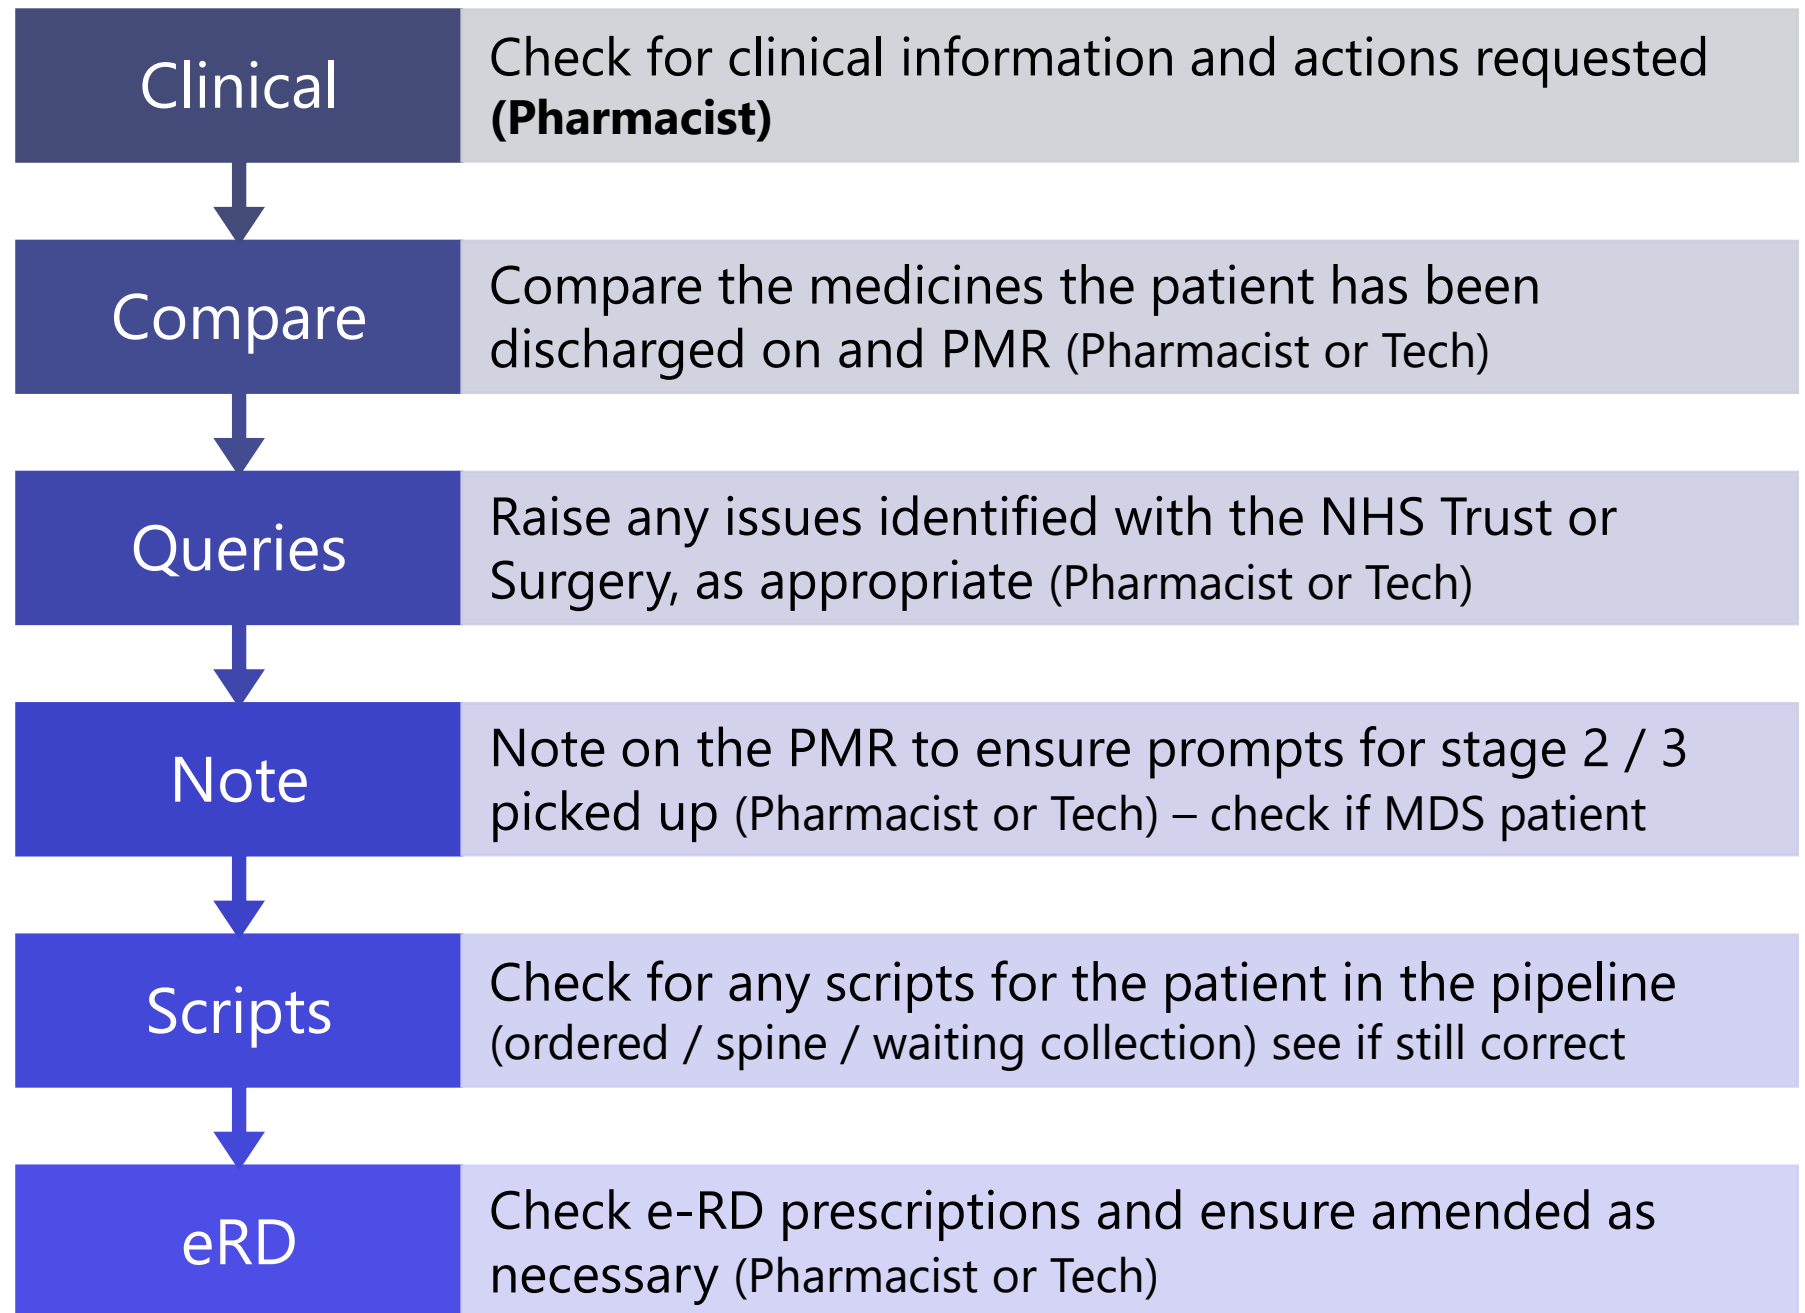 Clinical
Check for clinical information and actions requested
(Pharmacist)
Compare
Compare the medicines the patient has been
discharged on and PMR (Pharmacist or Tech)
Queries
Raise any issues identified with the NHS Trust or
Surgery, as appropriate (Pharmacist or Tech)
Note
Note on the PMR to ensure prompts for stage 2 / 3
picked up (Pharmacist or Tech) – check if MDS patient
Scripts
Check for any scripts for the patient in the pipeline
(ordered / spine / waiting collection) see if still correct
eRD
Check e-RD prescriptions and ensure amended as
necessary (Pharmacist or Tech)